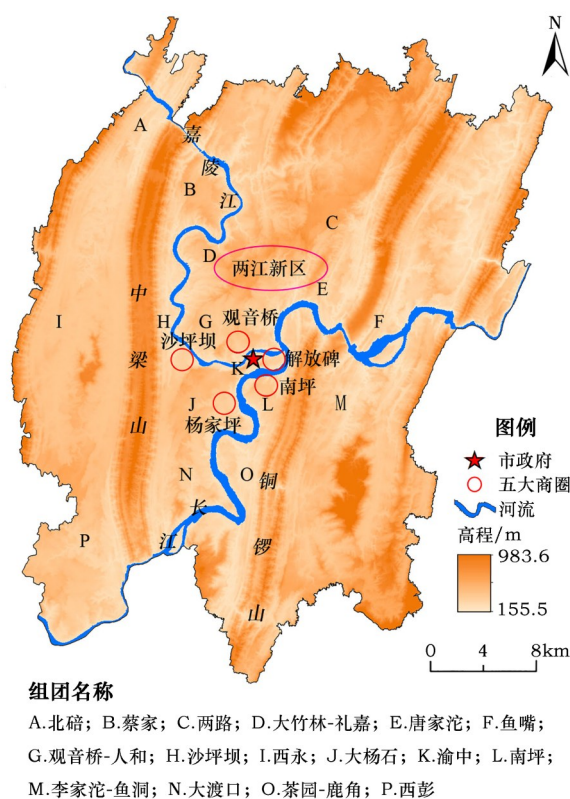 N
A
嘉
陵
江
B
C
D
两江新区
E
中
梁
山
I
H
G
观音桥
F
沙坪坝
解放碑
K
南坪
J
L
M
杨家坪
N
O
铜
锣
山
长
江
P
图例
市政府
五大商圈
河流
高程/m
983.6
155.5
0 4 8km
组团名称
A.北碚；B.蔡家；C.两路；D.大竹林-礼嘉；E.唐家沱；F.鱼嘴；
G.观音桥-人和；H.沙坪坝；I.西永；J.大杨石；K.渝中；L.南坪；
M.李家沱-鱼洞；N.大渡口；O.茶园-鹿角；P.西彭